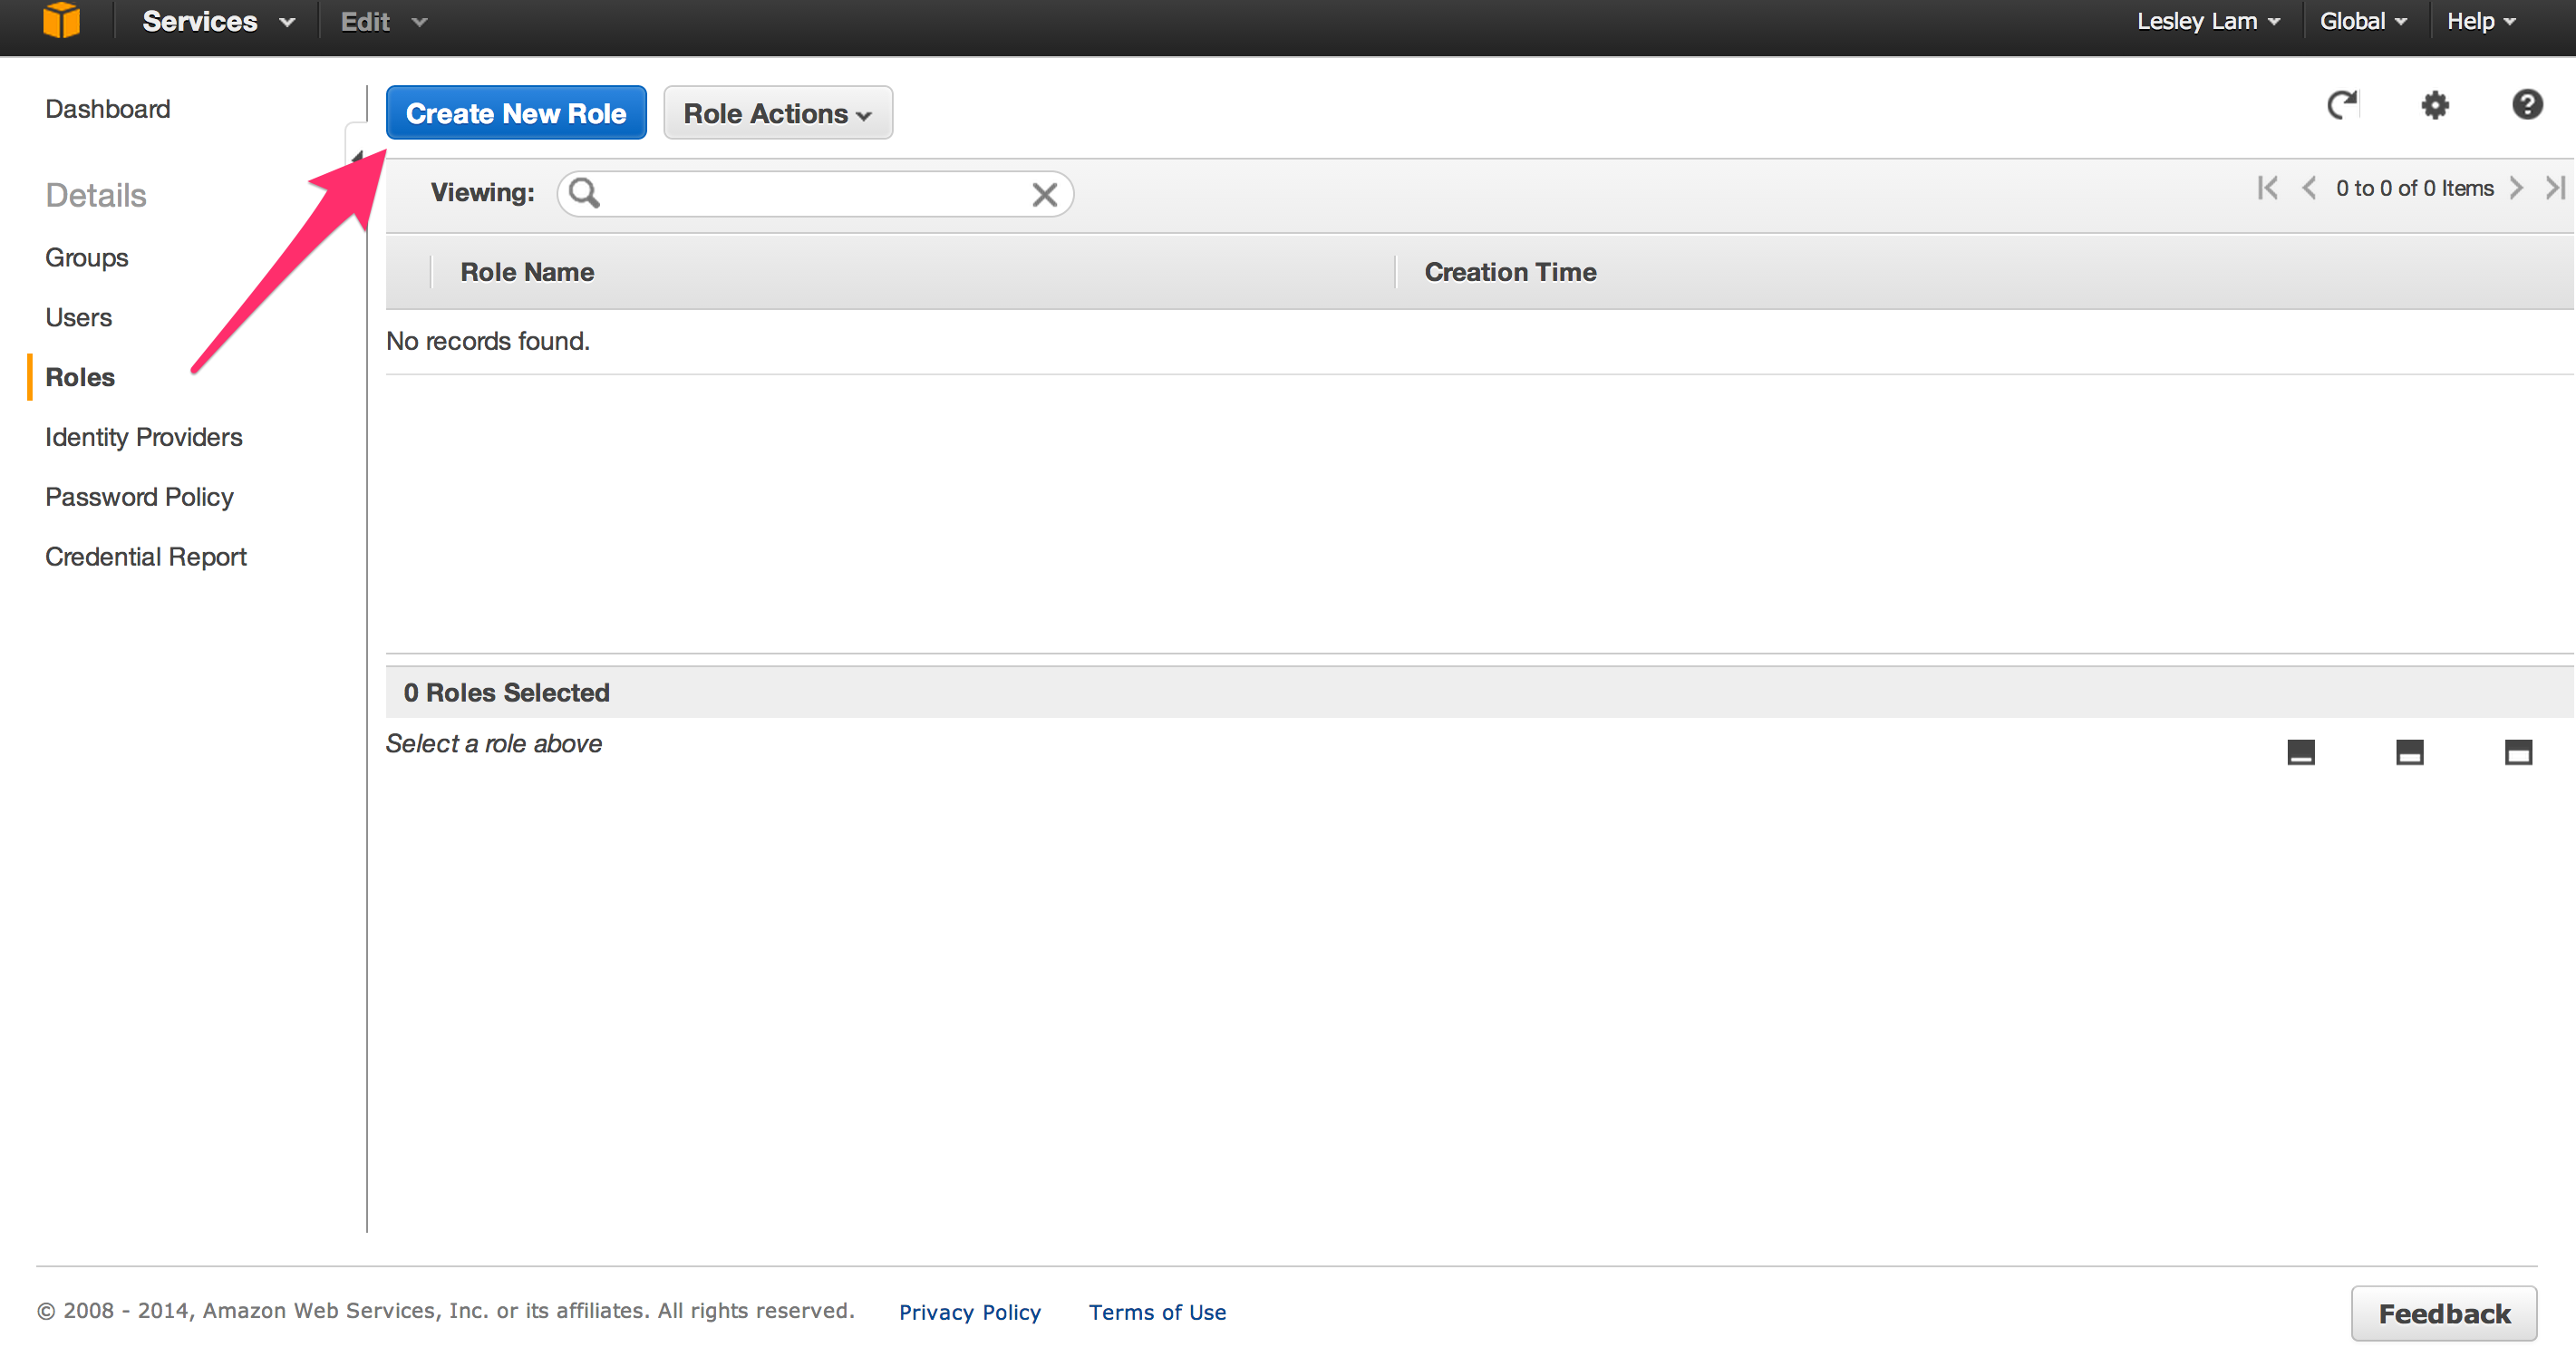 Services Edit Lesley Lam Global Help
Dashboard
Create New Role Role Actions
Details
Viewing: 0 to 0 of 0 Items
Groups
Role Name Creation Time
Users
No records found.
Roles
Identity Providers
Password Policy
Credential Report
0 Roles Selected
Select a role above
© 2008 - 2014, Amazon Web Services, Inc. or its affiliates. All rights reserved. Privacy Policy Terms of Use Feedback